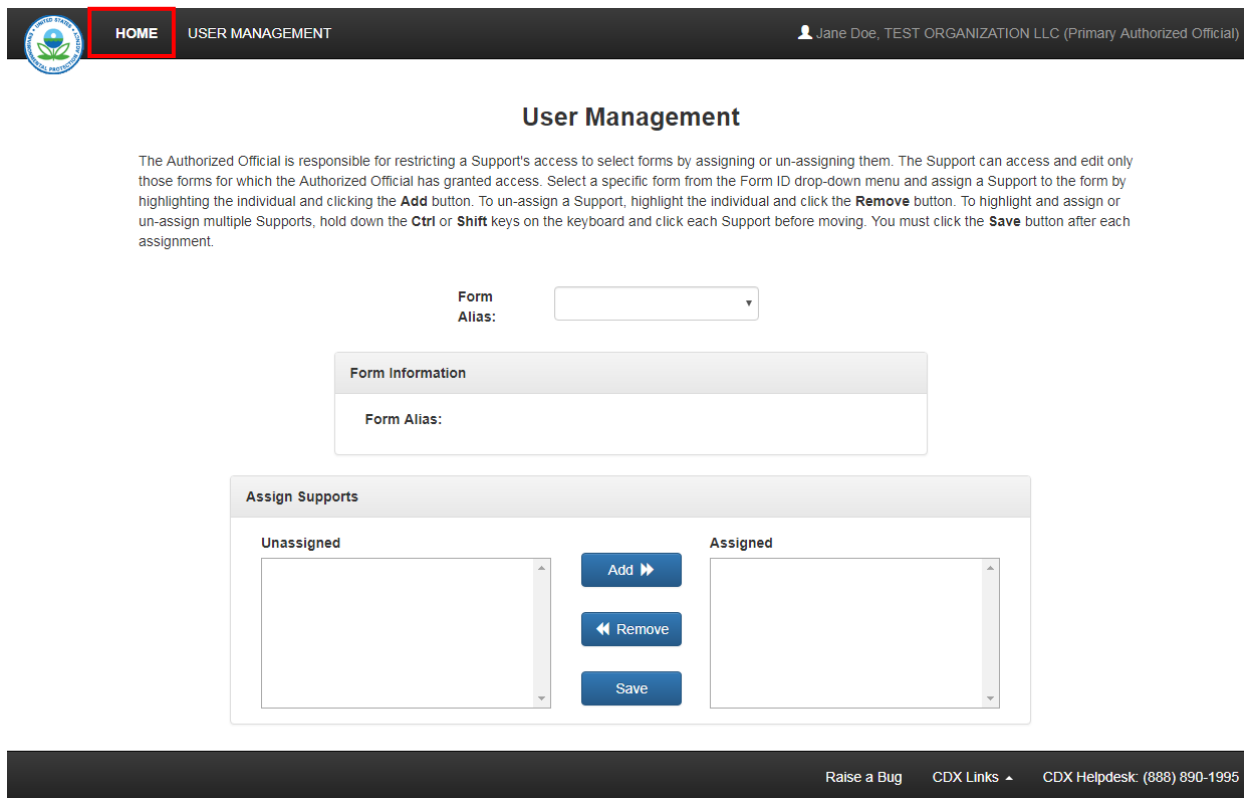 HOME USER MANAGEMENT Jane Doe, TEST ORGANIZATION LLC (Primary Authorized Official)
User Management
The Authorized Official is responsible for restricting a Support's access to select forms by assigning or un-assigning them. The Support can access and edit only
those forms for which the Authorized Official has granted access. Select a specific form from the Form ID drop-down menu and assign a Support to the form by
highlighting the individual and clicking the Add button. To un-assign a Support, highlight the individual and click the Remove button. To highlight and assign or
un-assign multiple Supports, hold down the Ctrl or Shift keys on the keyboard and click each Support before moving. You must click the Save button after each
assignment.
Form
Alias:
Form Information
Form Alias:
Assign Supports
Unassigned
Add
Remove
Save
Assigned
Raise a Bug CDX Links CDX Helpdesk: (888) 890-1995